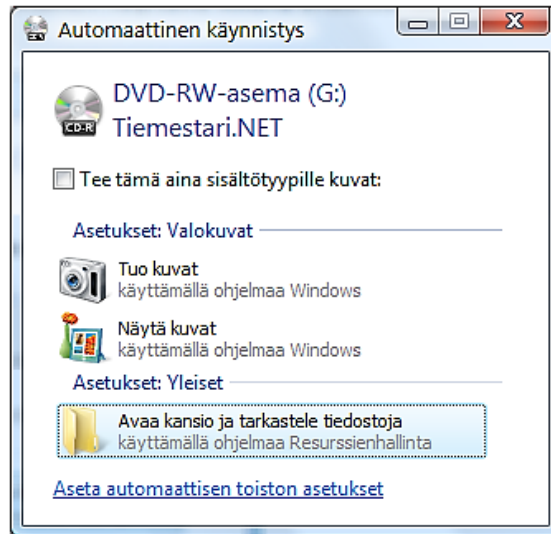 Automaattinen käynnistys
DVD-RW-asema (G:)
Tiemestari.NET
CD-R
Tee tämä aina sisältötyypille kuvat:
Asetukset: Valokuvat
Tuo kuvat
käyttämällä ohjelmaa Windows
Näytä kuvat
käyttämällä ohjelmaa Windows
Asetukset: Yleiset
Avaa kansio ja tarkastele tiedostoja
käyttämällä ohjelmaa Resurssienhallinta
Aseta automaattisen toiston asetukset